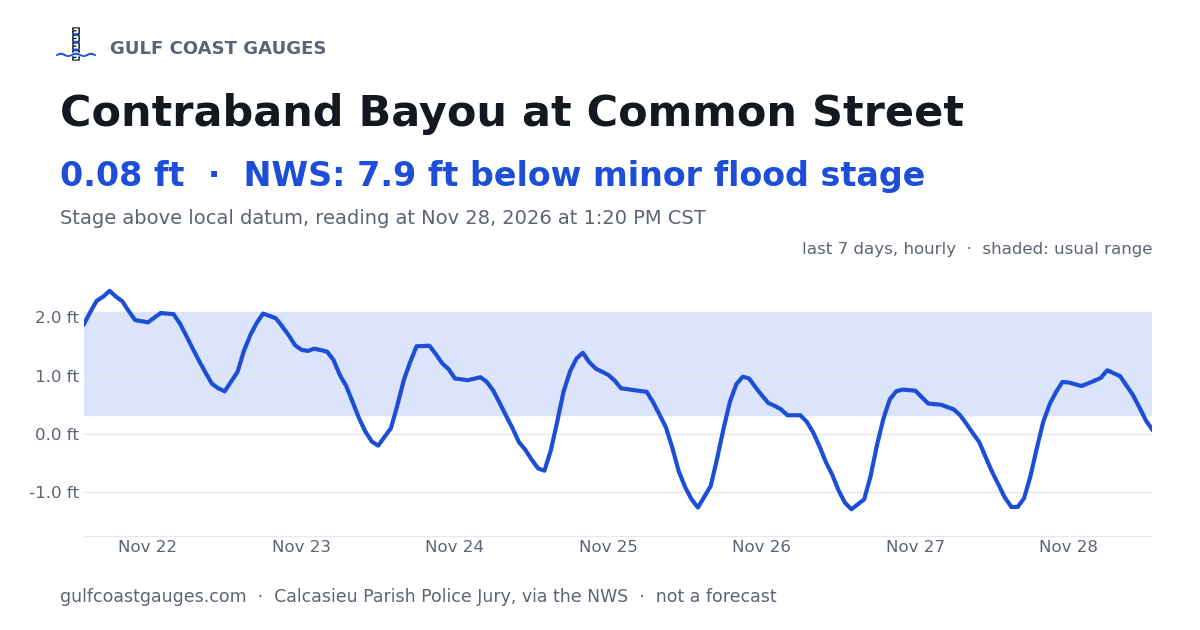 GULF COAST GAUGES
Contraband Bayou at Common Street
0.08 ft · NWS: 7.9 ft below minor flood stage
Stage above local datum, reading at Nov 28, 2026 at 1:20 PM CST
last 7 days, hourly · shaded: usual range
2.0 ft
1.0 ft
0.0 ft
-1.0 ft
Nov 22 Nov 23 Nov 24 Nov 25 Nov 26 Nov 27 Nov 28
gulfcoastgauges.com · Calcasieu Parish Police Jury, via the NWS · not a forecast